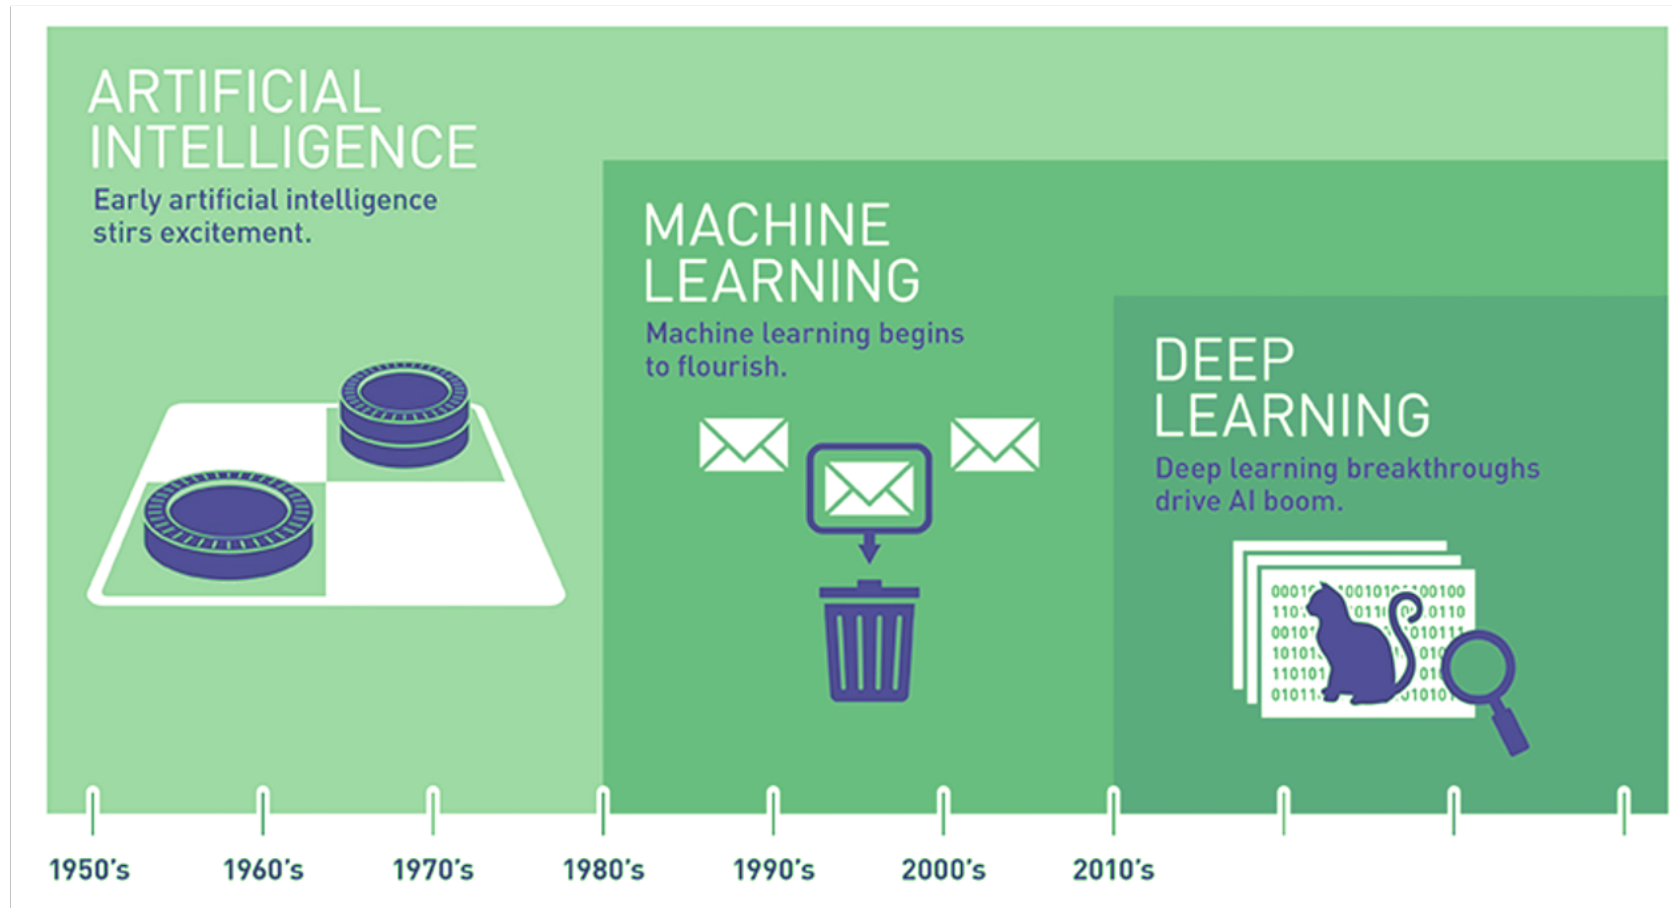 ARTIFICIAL
INTELLIGENCE
Early artificial intelligence
stirs excitement.
MACHINE
LEARNING
Machine learning begins
to flourish.
DEEP
LEARNING
Deep learning breakthroughs
drive AI boom.
1950's 1960's 1970's 1980's 1990's 2000's 2010's